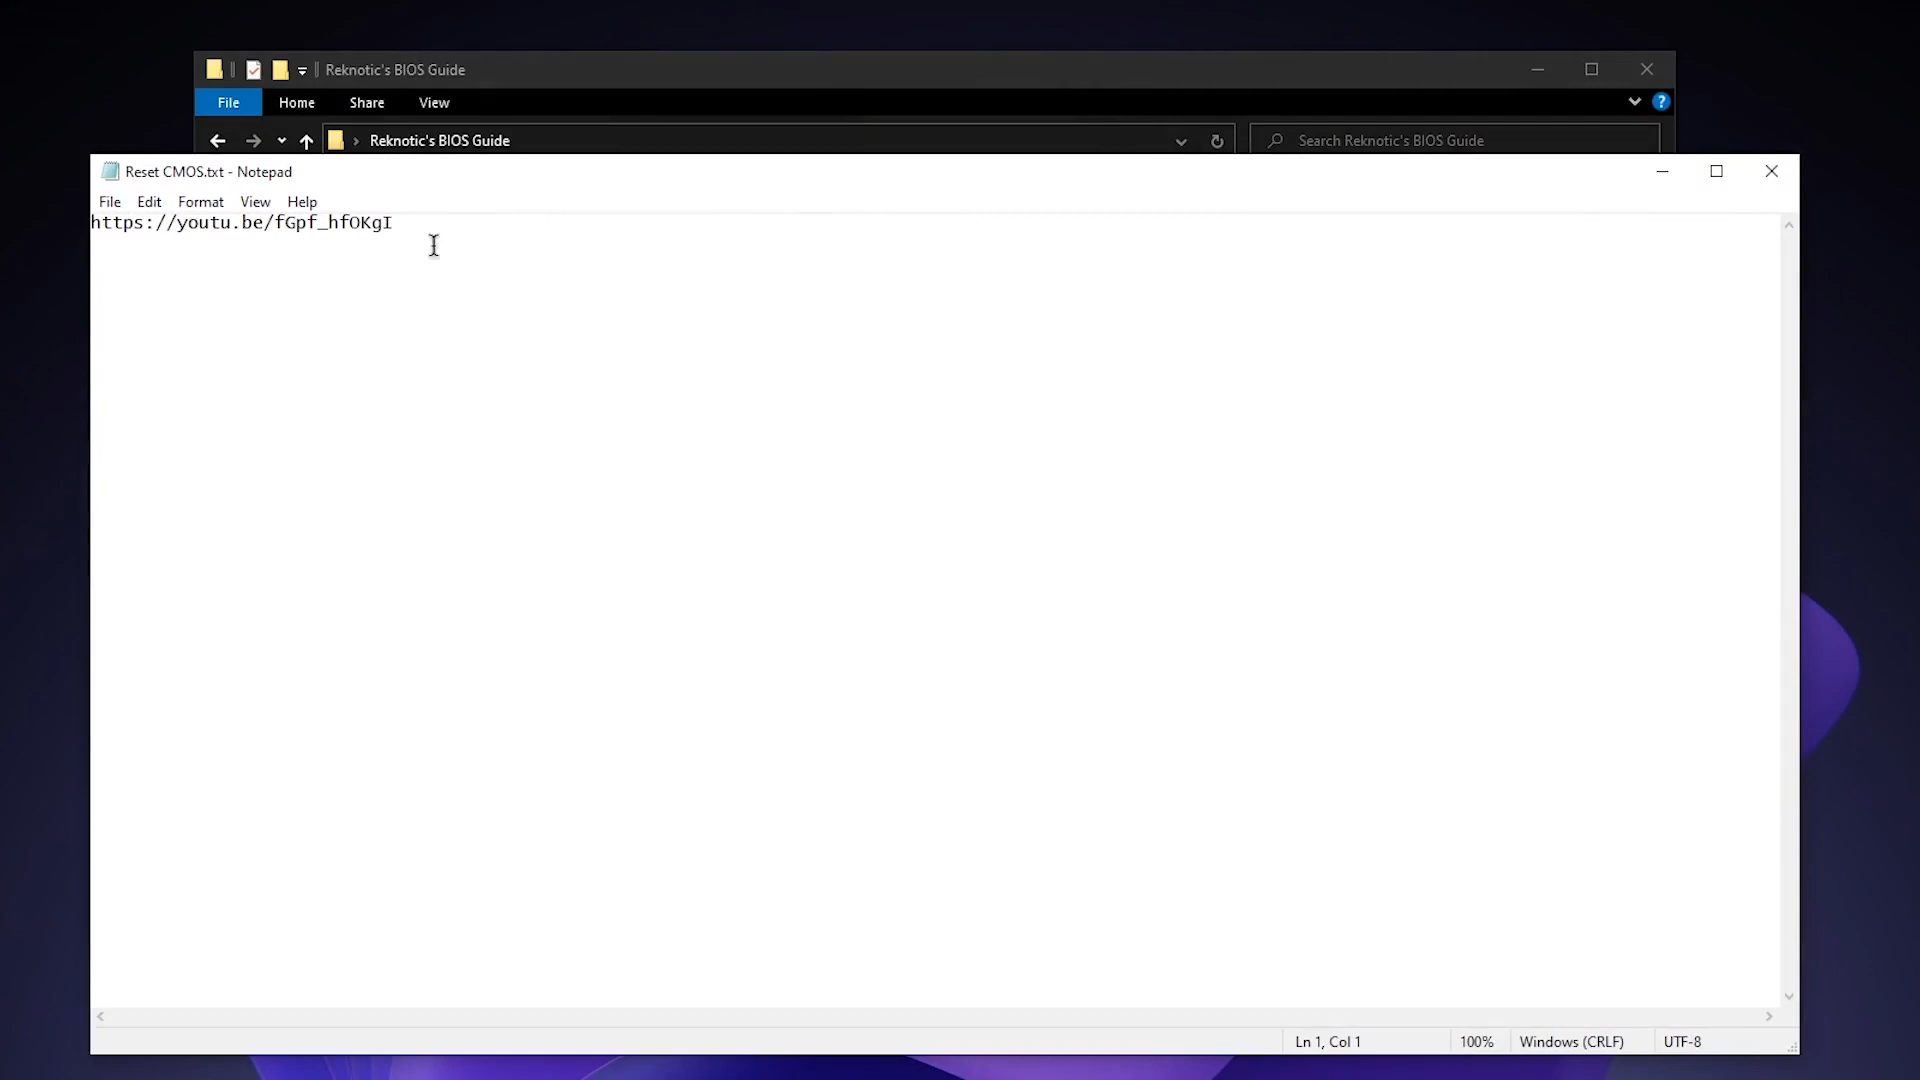 Reknotic's BIOS Guide
File Home Share View
?
Reknotic's BIOS Guide
Search Reknotic's BIOS Guide
Reset CMOS.txt - Notepad
File Edit Format View Help
https://youtu.be/fGpf_hfOKgI
Ln 1, Col 1
100%
Windows (CRLF)
UTF-8